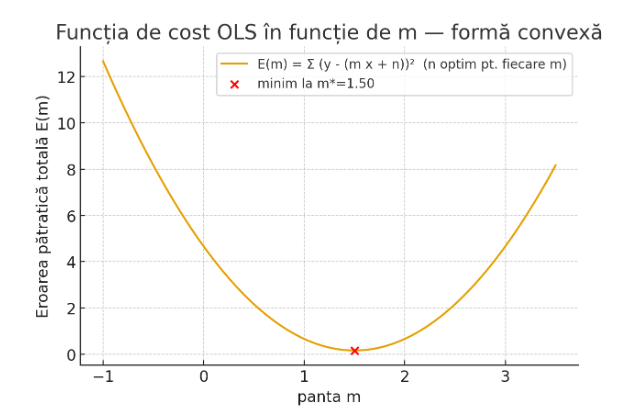 Funcția de cost OLS în funcție de m — formă convexă
E(m) = Σ (y - (m x + n))²  (n optim pt. fiecare m)
minim la m*=1.50
Eroarea pătratică totală E(m)
12
10
8
6
4
2
0
−1
0
1
2
3
panta m